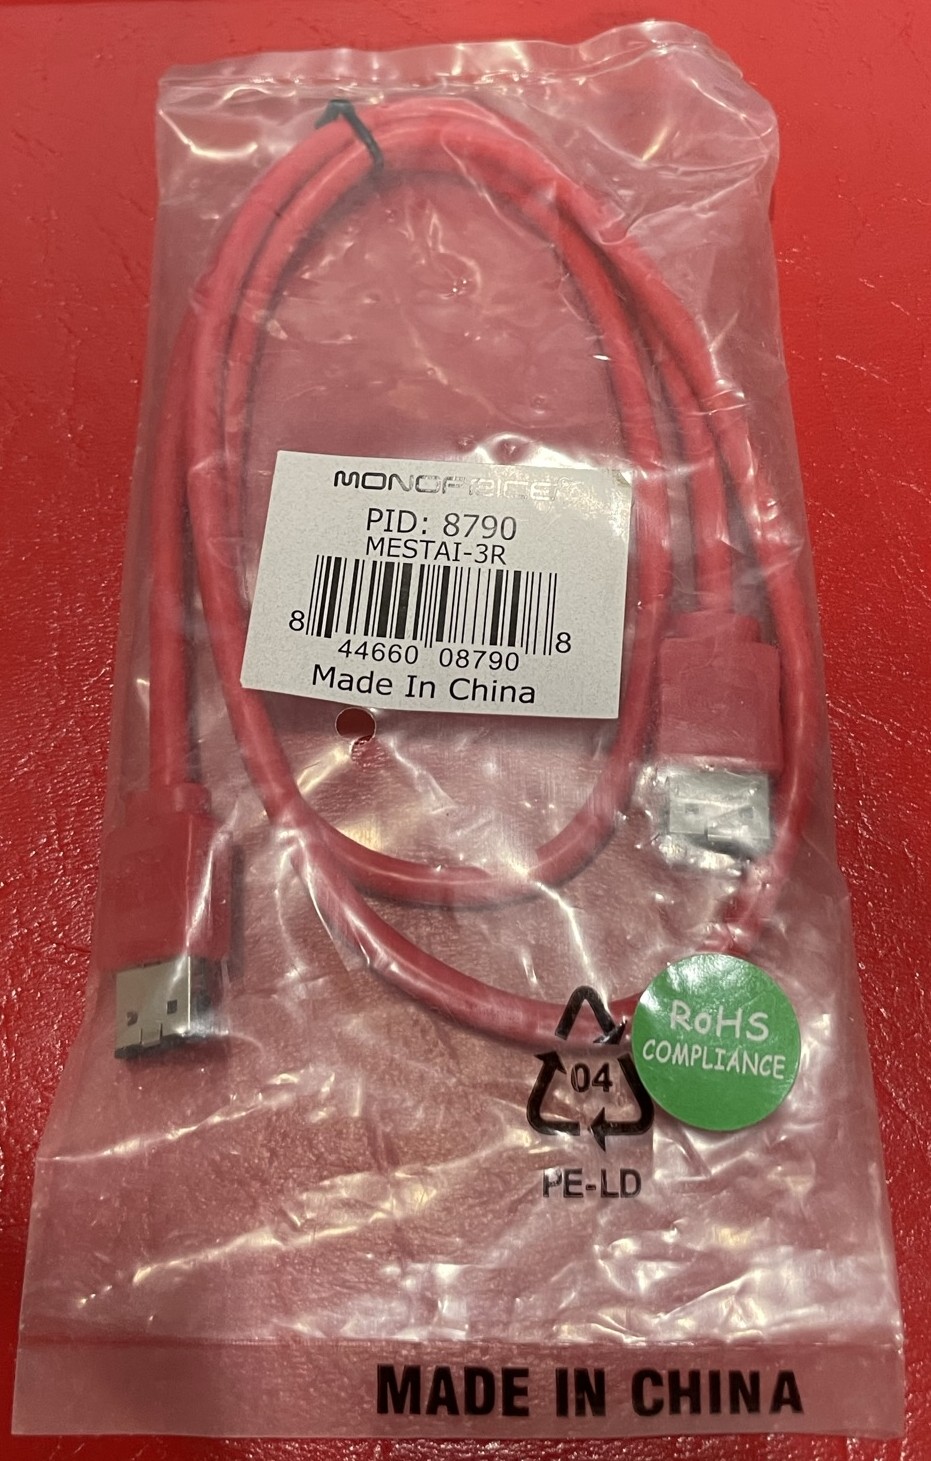 MONOPRICE
PID: 8790
MESTAI-3R
8 44660 08790 8
Made In China
RoHS
COMPLIANCE
04
PE-LD
MADE IN CHINA